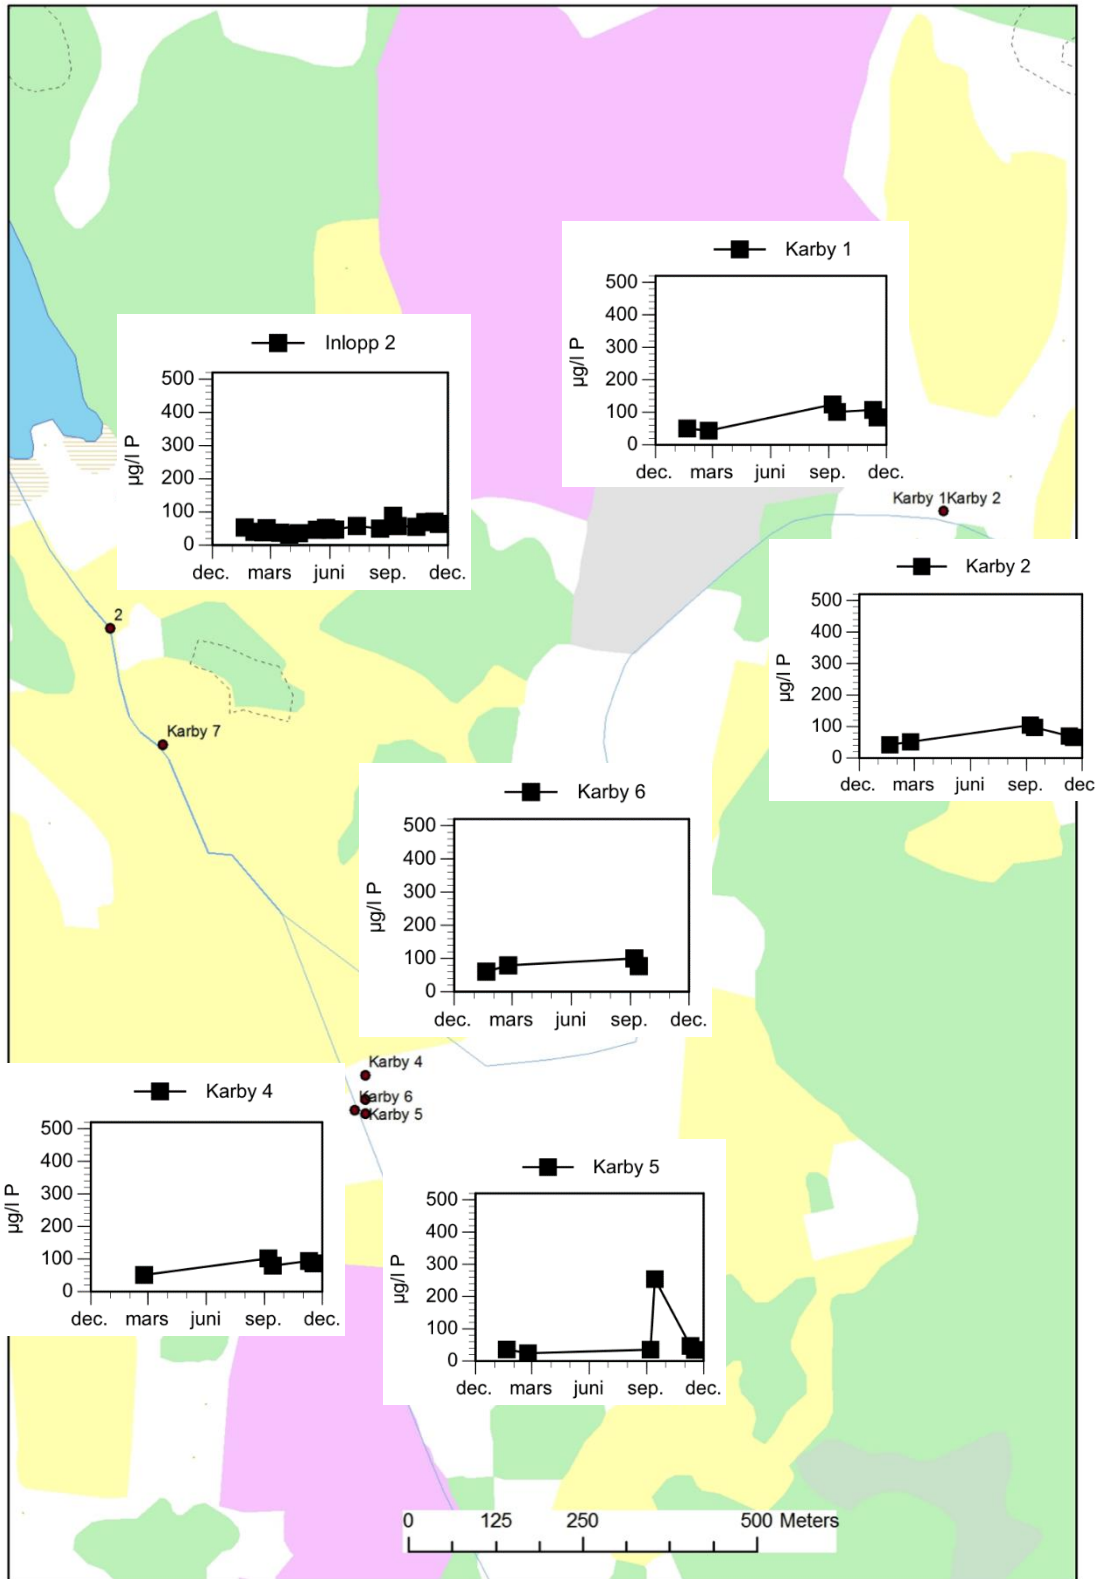 Karby 1
500
400
300
200
100
0
µg/l P
dec. mars juni sep. dec.
Inlopp 2
500
400
300
200
100
0
µg/l P
dec. mars juni sep. dec.
Karby 1Karby 2
Karby 2
500
400
300
200
100
0
µg/l P
dec. mars juni sep. dec
2
Karby 7
Karby 6
500
400
300
200
100
0
µg/l P
dec. mars juni sep. dec.
Karby 4
Karby 6
Karby 5
Karby 4
500
400
300
200
100
0
µg/l P
dec. mars juni sep. dec.
Karby 5
500
400
300
200
100
0
µg/l P
dec. mars juni sep. dec.
0 125 250 500 Meters